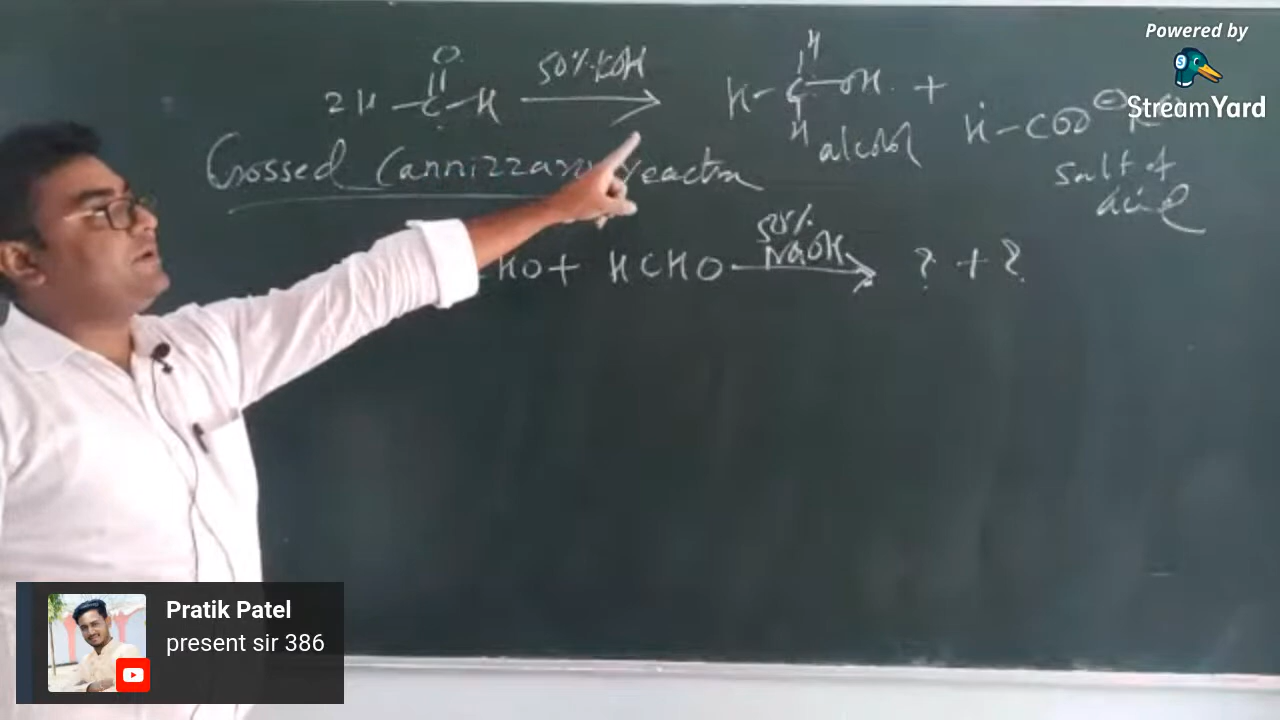 Powered by
StreamYard
O
2 H - C - H
50% KOH
H
H - C - OH +
H
alcohol
H - COO⊖
salt of
acid
Crossed Cannizzaro reaction
HO + HCHO
50%
NaOH
? + ?
Pratik Patel
present sir 386